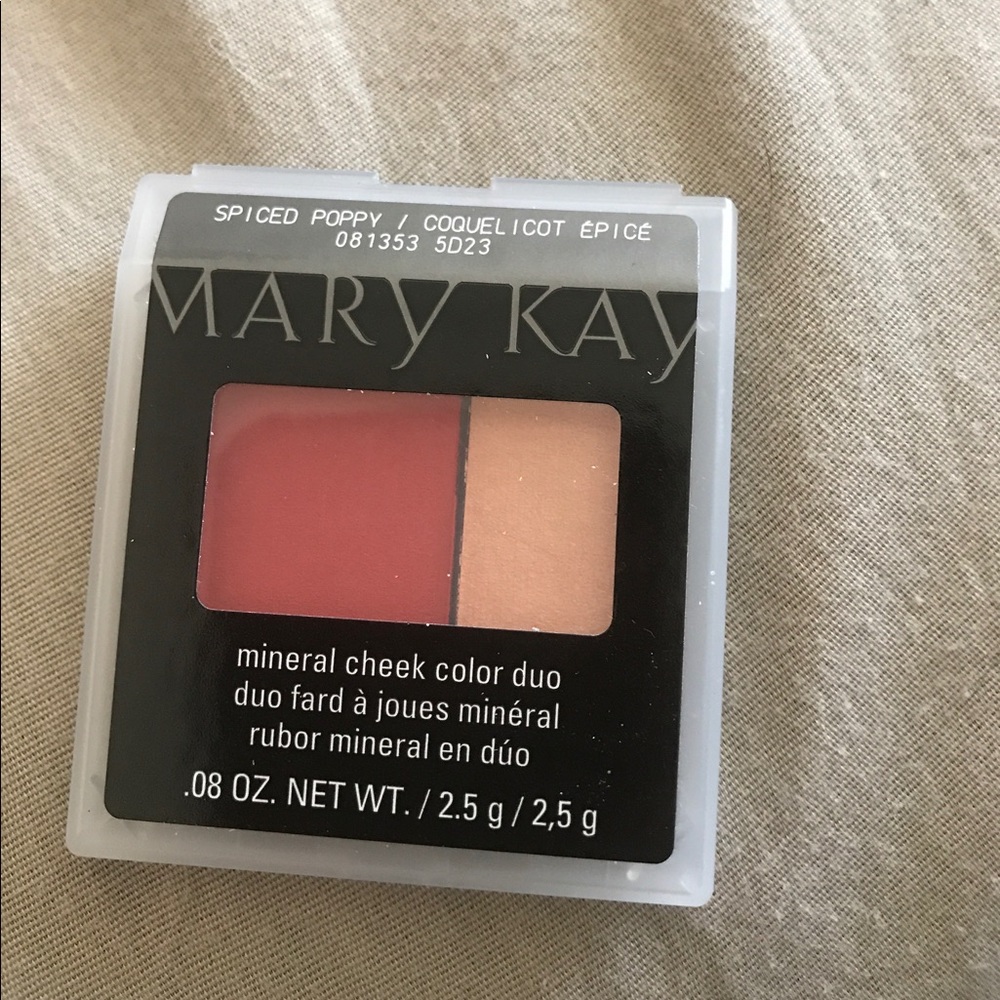 SPICED POPPY / COQUELICOT ÉPICÉ
081353 5D23
MARY KAY
mineral cheek color duo
duo fard à joues minéral
rubor mineral en dúo
.08 OZ. NET WT. / 2.5 g / 2,5 g